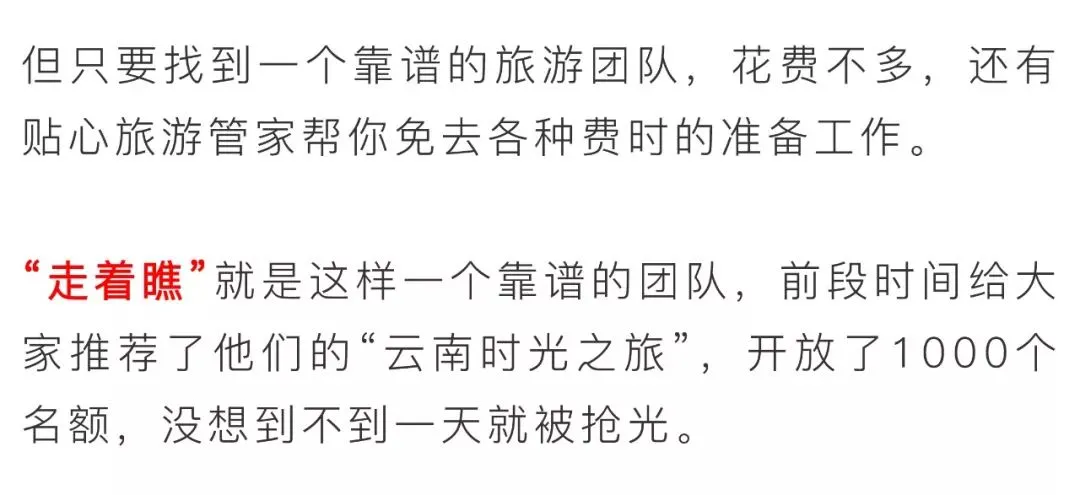 但只要找到一个靠谱的旅游团队，花费不多，还有
贴心旅游管家帮你免去各种费时的准备工作。
“走着瞧”就是这样一个靠谱的团队，前段时间给大
家推荐了他们的“云南时光之旅”，开放了1000个
名额，没想到不到一天就被抢光。